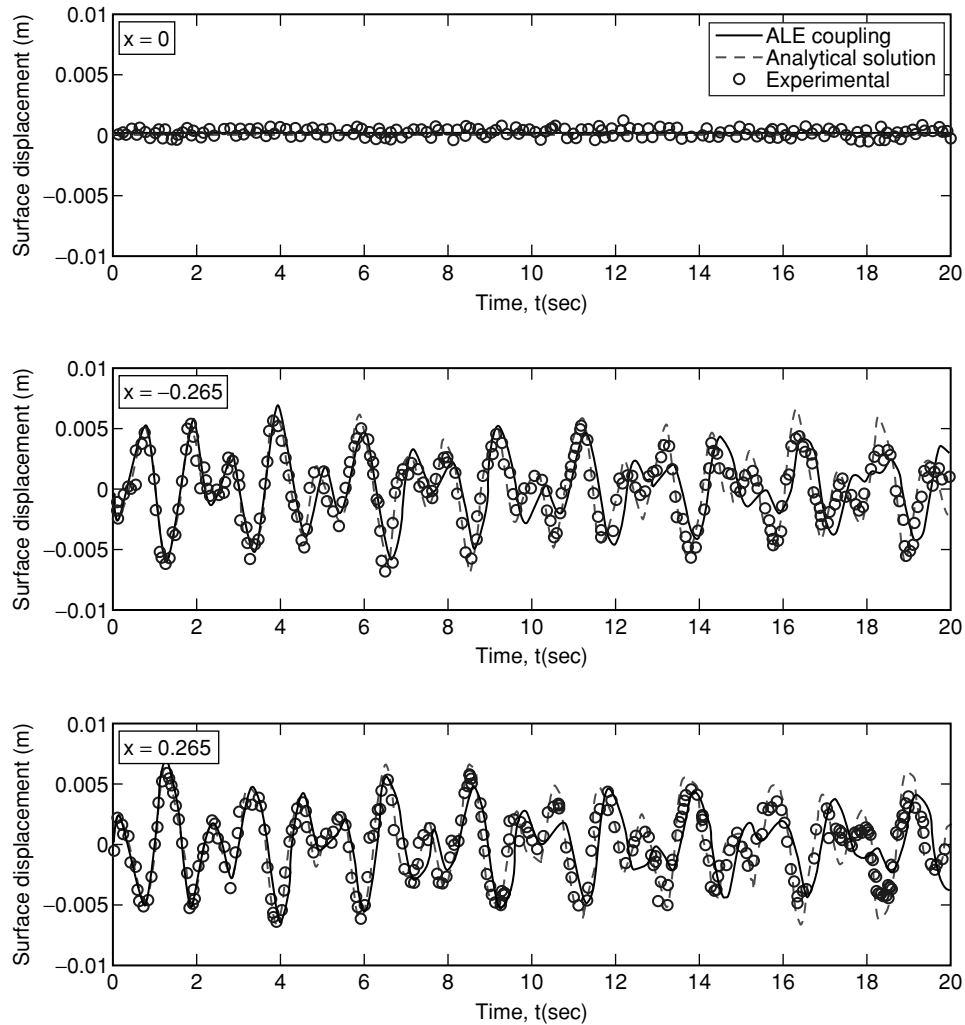 x = 0
ALE coupling
Analytical solution
Experimental
Surface displacement (m)
0.01
0.005
0
−0.005
−0.01
0 2 4 6 8 10 12 14 16 18 20
Time, t(sec)
x = −0.265
Surface displacement (m)
0.01
0.005
0
−0.005
−0.01
0 2 4 6 8 10 12 14 16 18 20
Time, t(sec)
x = 0.265
Surface displacement (m)
0.01
0.005
0
−0.005
−0.01
0 2 4 6 8 10 12 14 16 18 20
Time, t(sec)